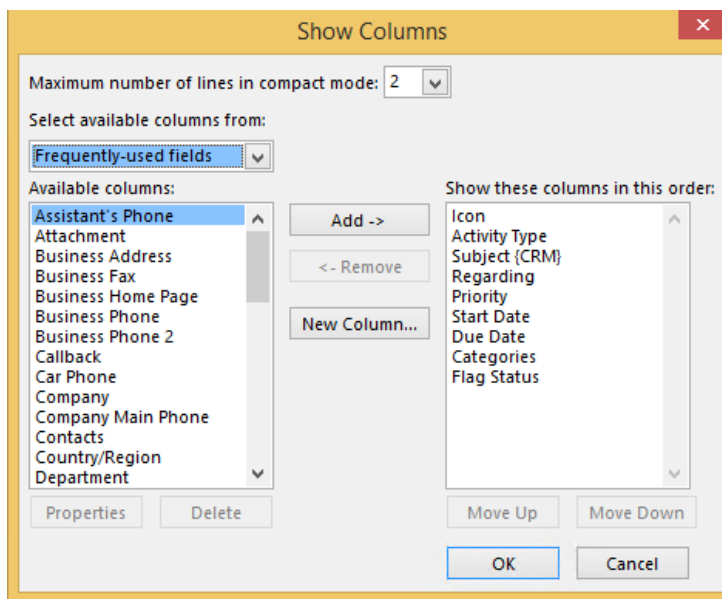 Show Columns
Maximum number of lines in compact mode: 2
Select available columns from:
Frequently-used fields
Available columns:
Assistant's Phone
Attachment
Business Address
Business Fax
Business Home Page
Business Phone
Business Phone 2
Callback
Car Phone
Company
Company Main Phone
Contacts
Country/Region
Department
Properties
Delete
Add ->
<- Remove
New Column...
Show these columns in this order:
Icon
Activity Type
Subject {CRM}
Regarding
Priority
Start Date
Due Date
Categories
Flag Status
Move Up
Move Down
OK
Cancel